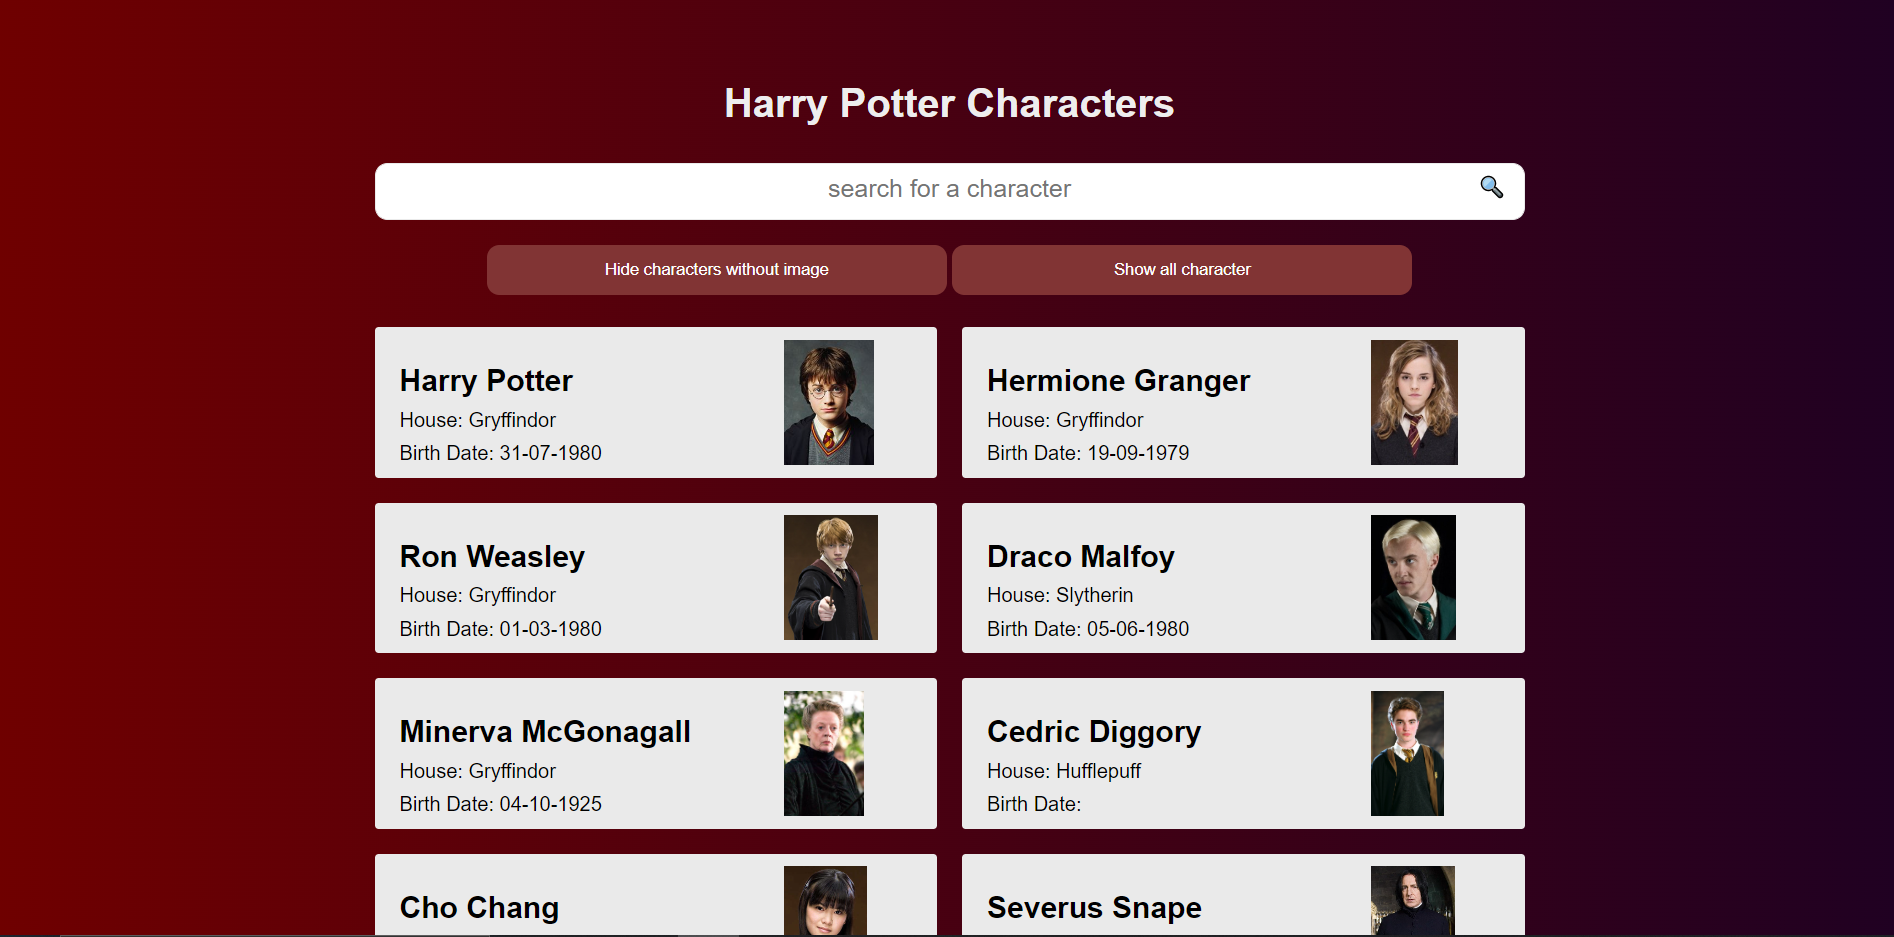 Harry Potter Characters
search for a character
Hide characters without image
Show all character
Harry Potter
House: Gryffindor
Birth Date: 31-07-1980
Hermione Granger
House: Gryffindor
Birth Date: 19-09-1979
Ron Weasley
House: Gryffindor
Birth Date: 01-03-1980
Draco Malfoy
House: Slytherin
Birth Date: 05-06-1980
Minerva McGonagall
House: Gryffindor
Birth Date: 04-10-1925
Cedric Diggory
House: Hufflepuff
Birth Date:
Cho Chang
Severus Snape